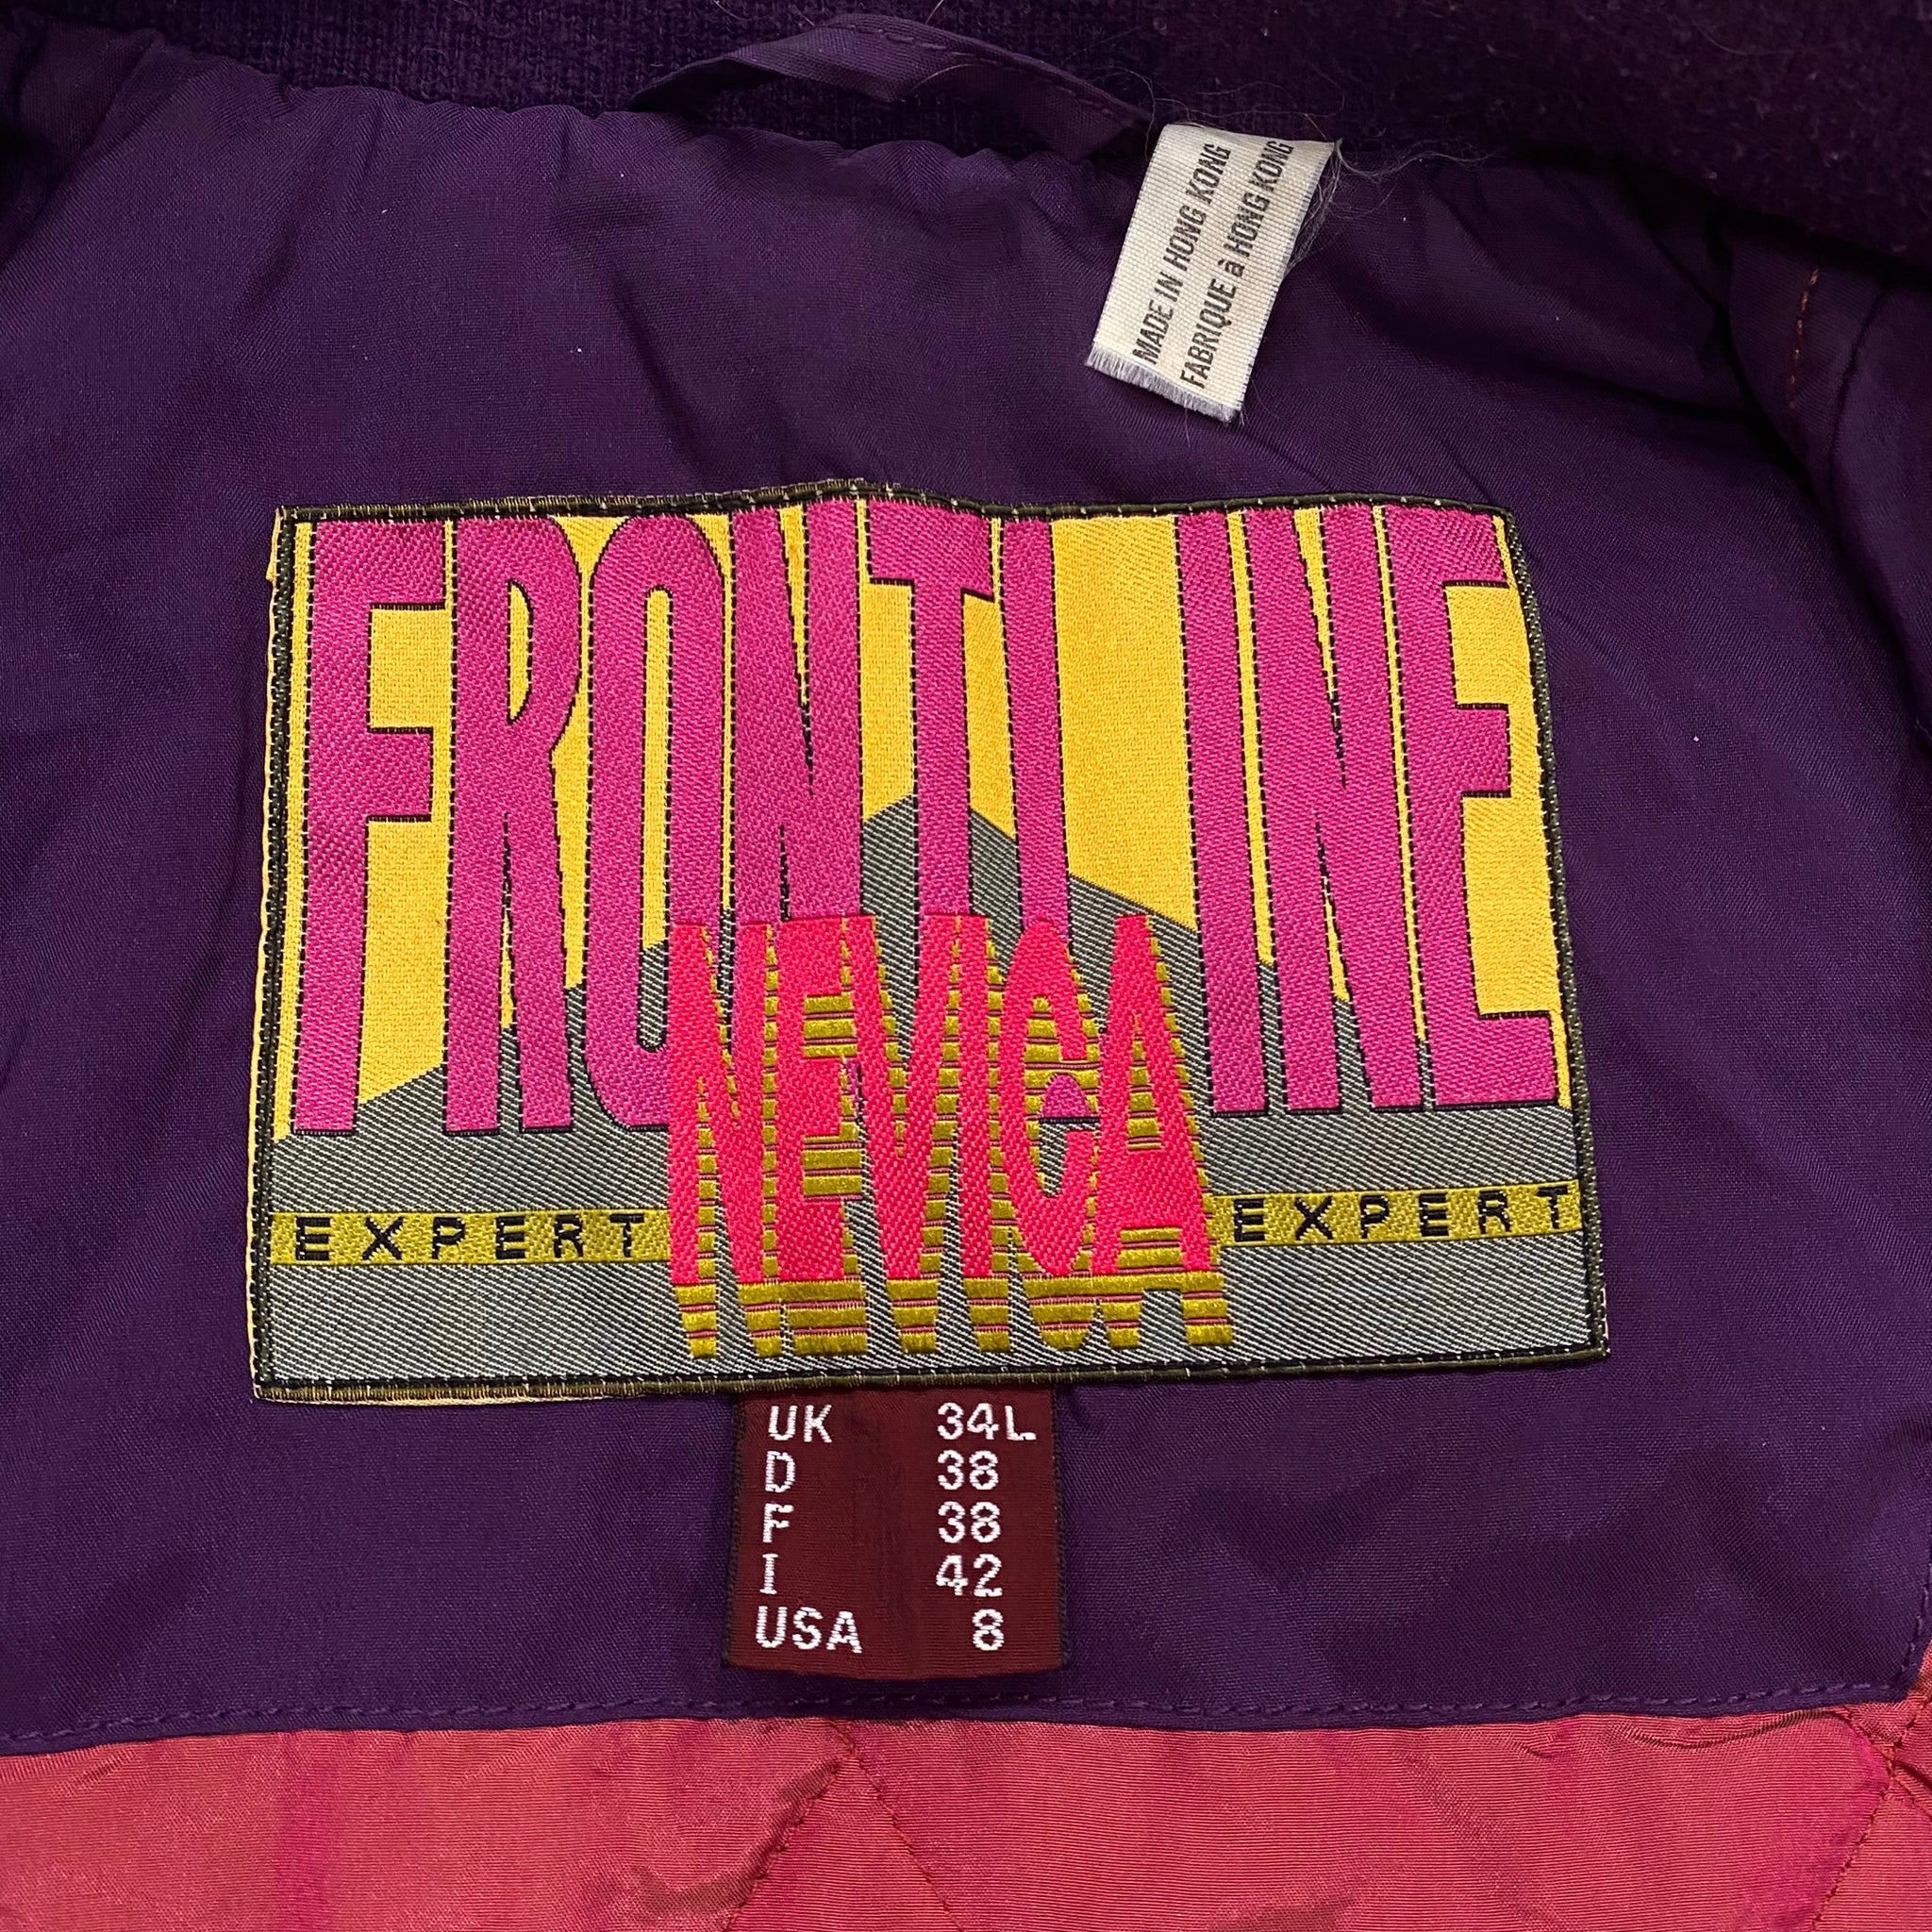 MADE IN HONG KONG
FABRIQUE à HONG KONG
FRONTLINE
NEVICA
EXPERT EXPERT
UK 34L
D 38
F 38
I 42
USA 8